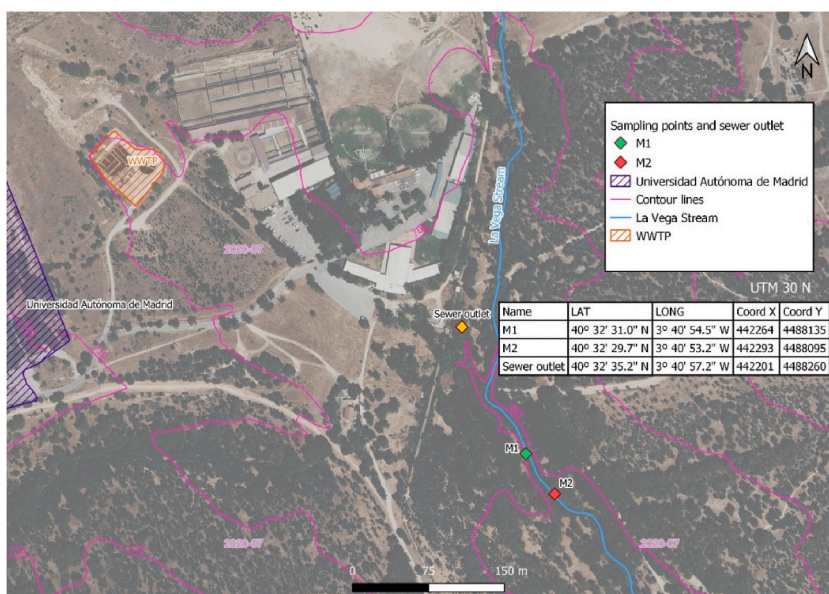 N
WWTP
La Vega Stream
Sampling points and sewer outlet
M1
M2
Universidad Autónoma de Madrid
Contour lines
La Vega Stream
WWTP
2020-07
70
UTM 30 N
Universidad Autónoma de Madrid
Sewer outlet
Name LAT LONG Coord X Coord Y
M1 40º 32' 31.0" N 3º 40' 54.5" W 442264 4488135
M2 40º 32' 29.7" N 3º 40' 53.2" W 442293 4488095
Sewer outlet 40º 32' 35.2" N 3º 40' 57.2" W 442201 4488260
M1
M2
2020-07
2020-07
0 75 150 m